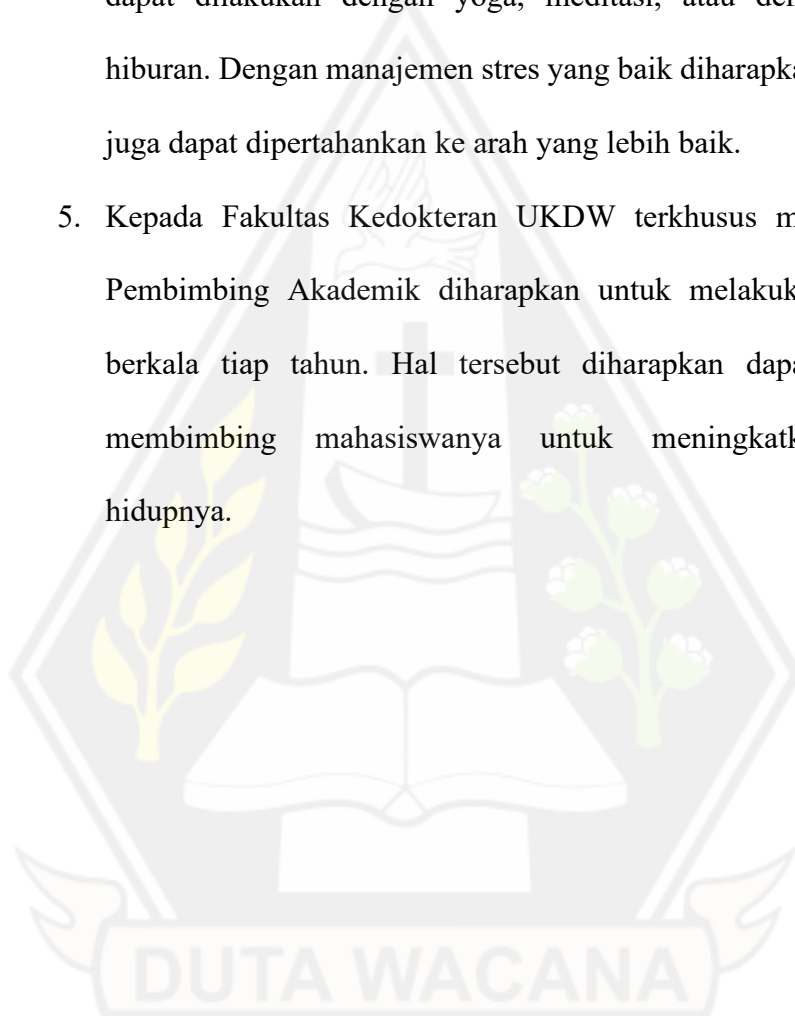 dapat dilakukan dengan yoga, meditasi, atau
hiburan. Dengan manajemen stres yang baik
juga dapat dipertahankan ke arah yang lebih baik.
5. Kepada Fakultas Kedokteran UKDW terkhusus
Pembimbing Akademik diharapkan untuk
berkala tiap tahun. Hal tersebut diharapkan
membimbing mahasiswanya untuk
hidupnya.
DUTA WACANA